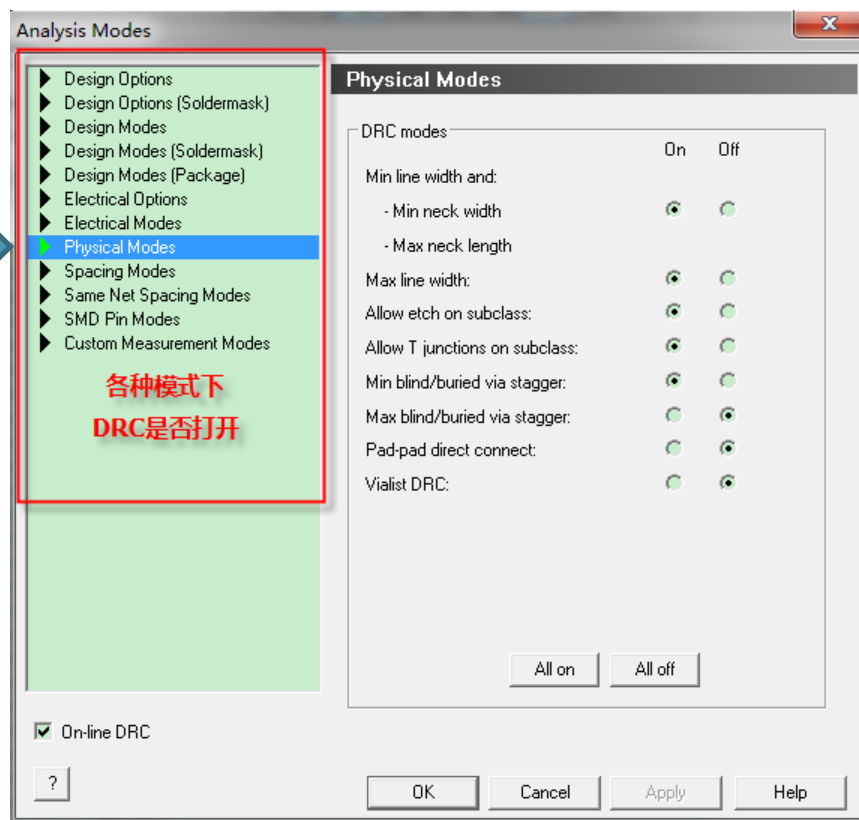 Analysis Modes
Design Options
Design Options (Soldermask)
Design Modes
Design Modes (Soldermask)
Design Modes (Package)
Electrical Options
Electrical Modes
Physical Modes
Spacing Modes
Same Net Spacing Modes
SMD Pin Modes
Custom Measurement Modes
各种模式下
DRC是否打开
Physical Modes
DRC modes
On Off
Min line width and:
- Min neck width
- Max neck length
Max line width:
Allow etch on subclass:
Allow T junctions on subclass:
Min blind/buried via stagger:
Max blind/buried via stagger:
Pad-pad direct connect:
Vialist DRC:
All on All off
On-line DRC
?
OK Cancel Apply Help